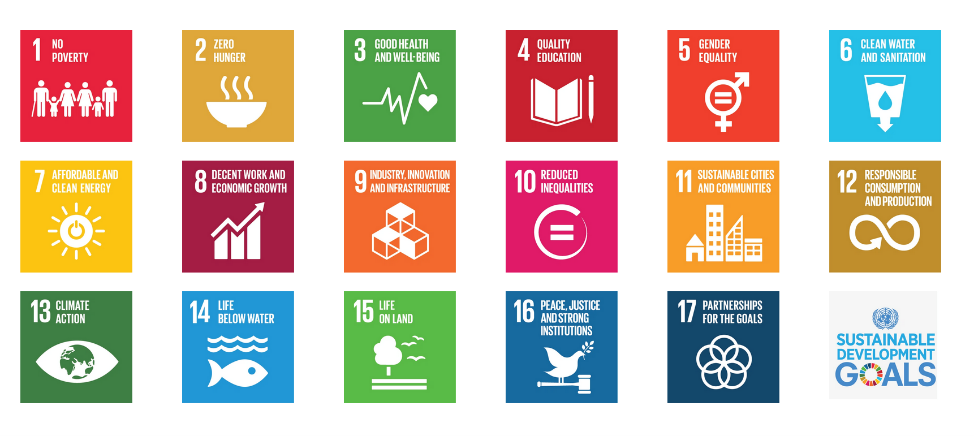 1 NO
POVERTY
2 ZERO
HUNGER
3 GOOD HEALTH
AND WELL-BEING
4 QUALITY
EDUCATION
5 GENDER
EQUALITY
6 CLEAN WATER
AND SANITATION
7 AFFORDABLE AND
CLEAN ENERGY
8 DECENT WORK AND
ECONOMIC GROWTH
9 INDUSTRY, INNOVATION
AND INFRASTRUCTURE
10 REDUCED
INEQUALITIES
11 SUSTAINABLE CITIES
AND COMMUNITIES
12 RESPONSIBLE
CONSUMPTION
AND PRODUCTION
13 CLIMATE
ACTION
14 LIFE
BELOW WATER
15 LIFE
ON LAND
16 PEACE, JUSTICE
AND STRONG
INSTITUTIONS
17 PARTNERSHIPS
FOR THE GOALS
SUSTAINABLE
DEVELOPMENT
GOALS